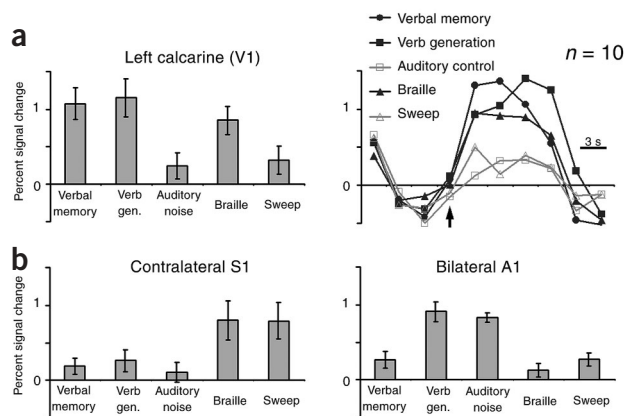 a
Left calcarine (V1)
Percent signal change
1
0
Verbal memory
Verb gen.
Auditory noise
Braille
Sweep
Verbal memory
Verb generation
Auditory control
Braille
Sweep
n = 10
1
0
3 s
b
Contralateral S1
Percent signal change
1
0
Verbal memory
Verb gen.
Auditory noise
Braille
Sweep
Bilateral A1
1
0
Verbal memory
Verb gen.
Auditory noise
Braille
Sweep